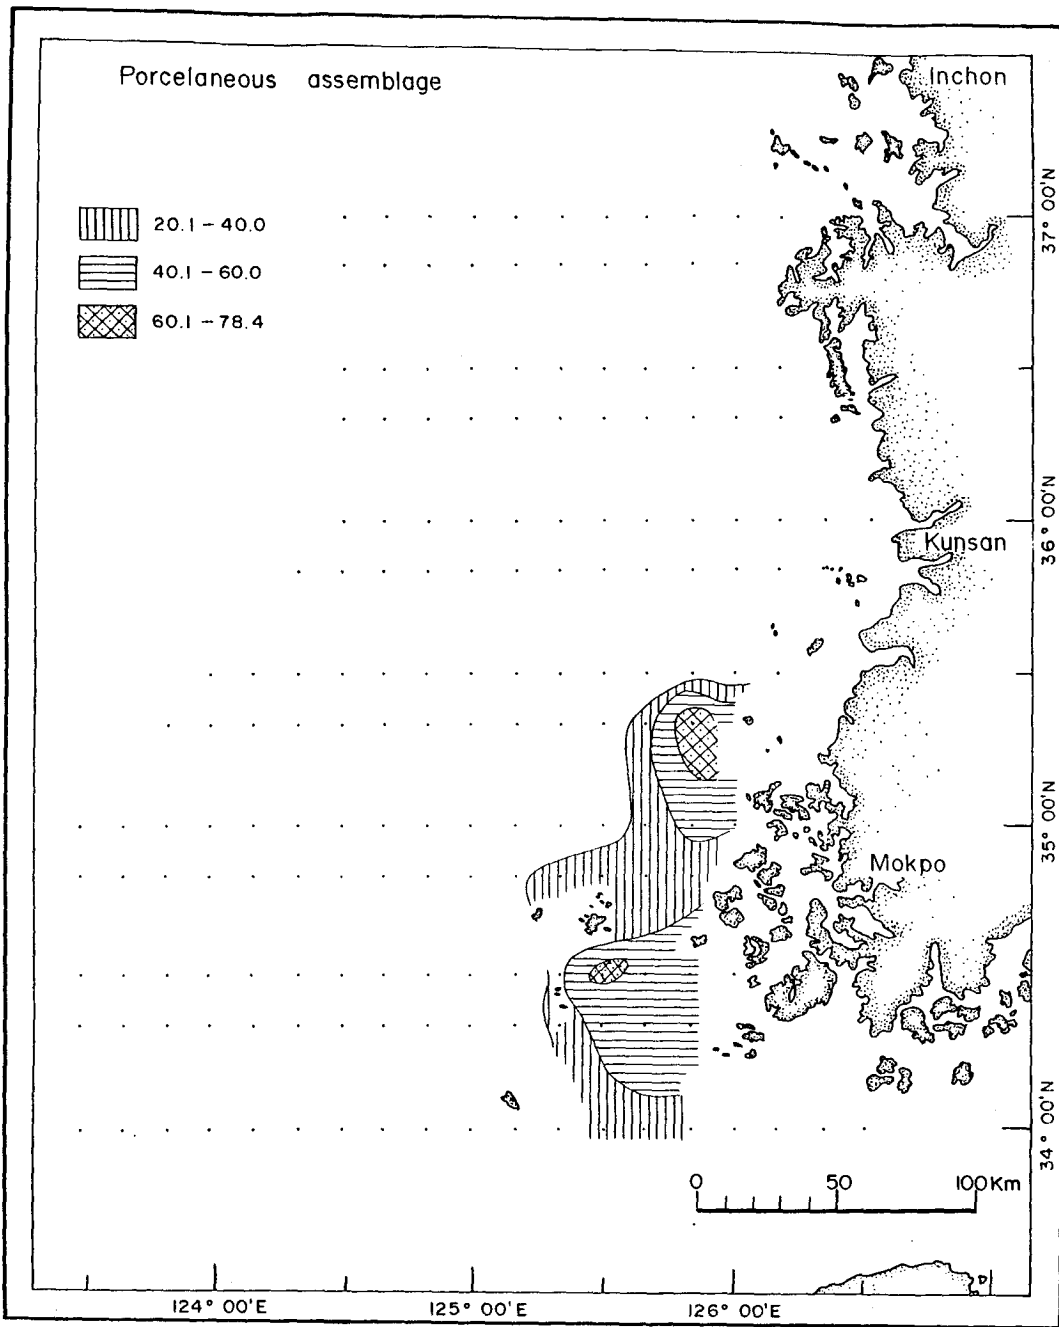 Porcelaneous assemblage
Inchon
20.1 - 40.0
40.1 - 60.0
60.1 - 78.4
37° 00'N
36° 00'N
Kunsan
35° 00'N
Mokpo
34° 00'N
0 50 100Km
124° 00'E 125° 00'E 126° 00'E